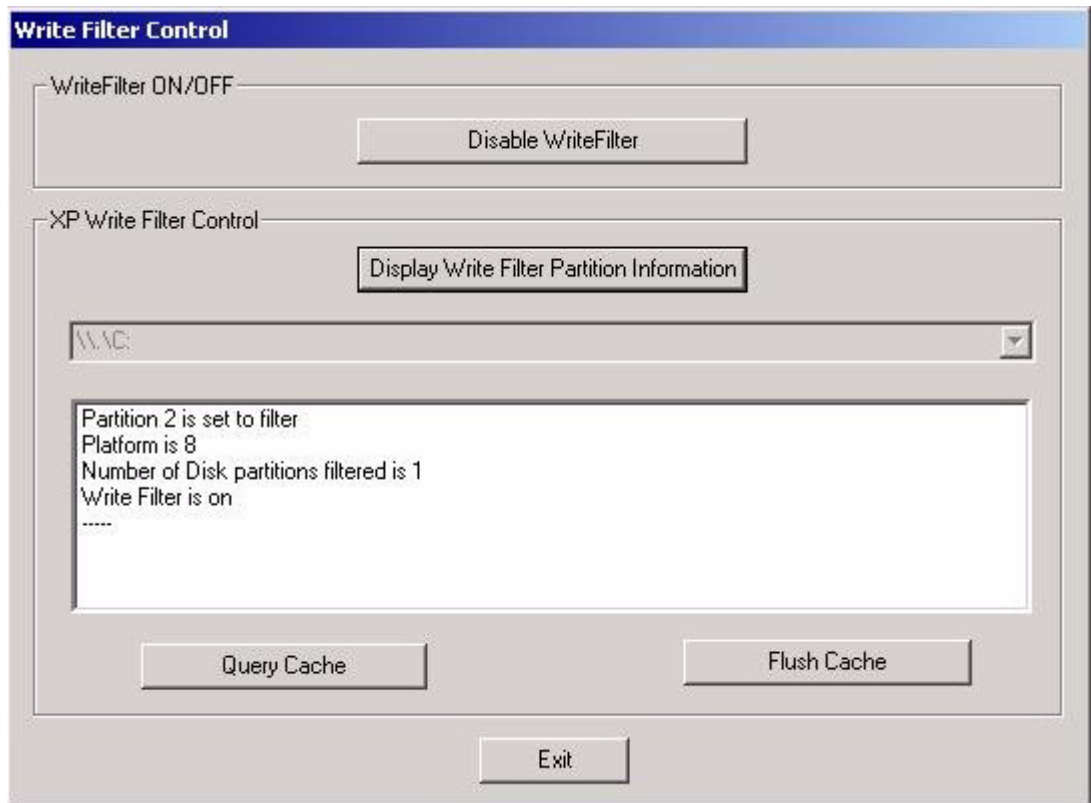 Write Filter Control
WriteFilter ON/OFF
Disable WriteFilter
XP Write Filter Control
Display Write Filter Partition Information
\\.\C:
Partition 2 is set to filter
Platform is 8
Number of Disk partitions filtered is 1
Write Filter is on
-----
Query Cache
Flush Cache
Exit